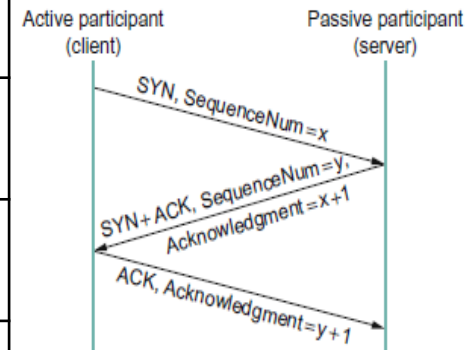 Active participant
(client)
Passive participant
(server)
SYN, SequenceNum=x
SYN+ACK, SequenceNum=y,
Acknowledgment=x+1
ACK, Acknowledgment=y+1